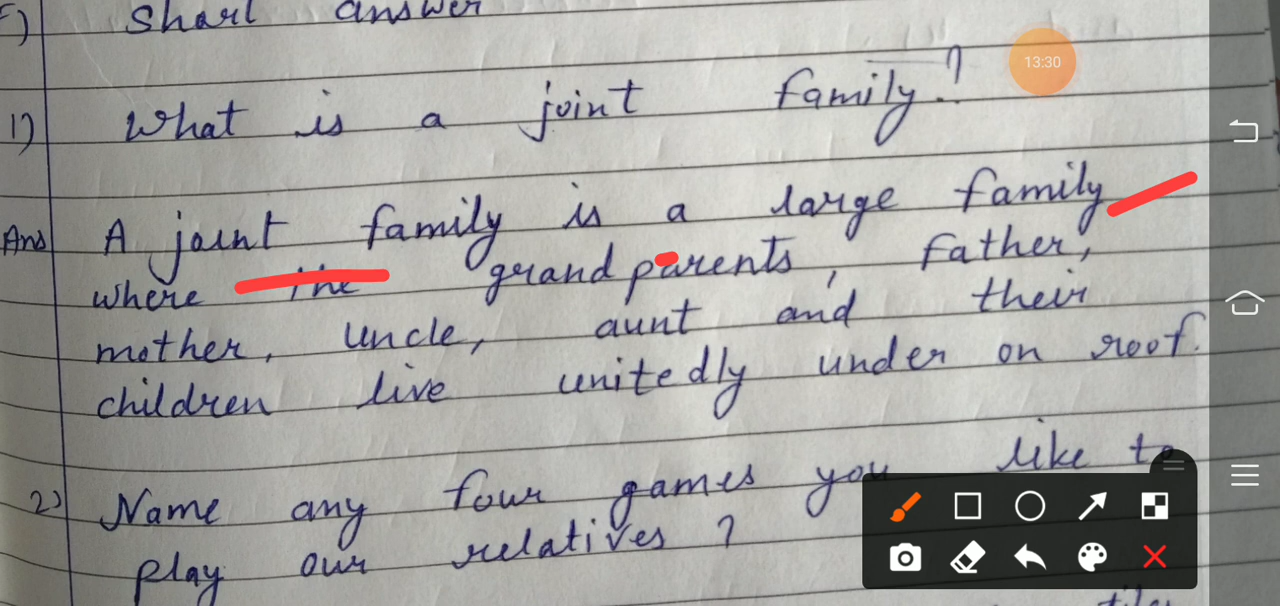 Sharl answer
1) What is a joint family?
13:30
Ans A jount family is a large family
where the grandparents, father,
mother, uncle, aunt and their
children live unitedly under on roof.
2) Name any four games you like to
play our relatives ?